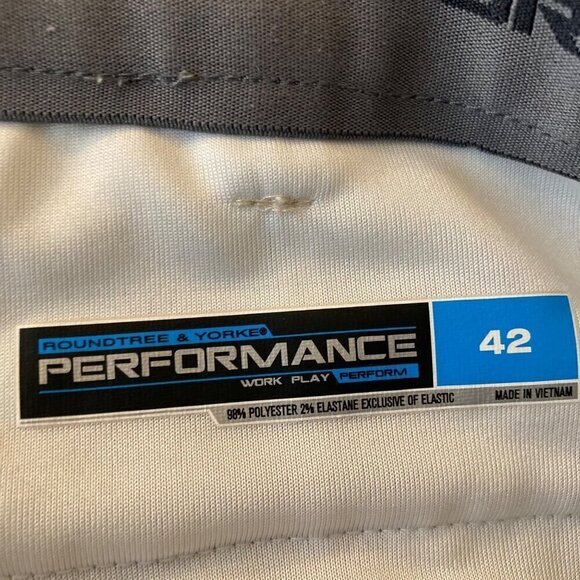 ROUNDTREE & YORKE®
PERFORMANCE
WORK PLAY PERFORM
42
98% POLYESTER 2% ELASTANE EXCLUSIVE OF ELASTIC
MADE IN VIETNAM